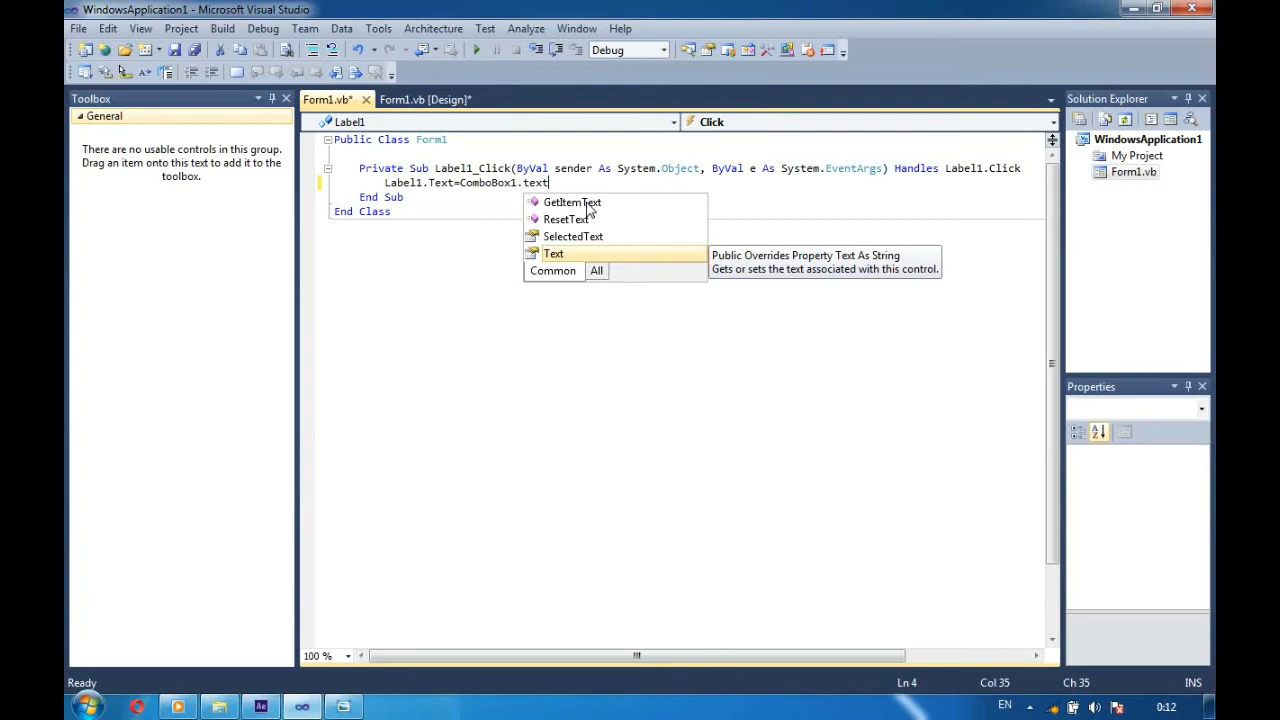 WindowsApplication1 - Microsoft Visual Studio
File Edit View Project Build Debug Team Data Tools Architecture Test Analyze Window Help
Debug
Toolbox
General
There are no usable controls in this group.
Drag an item onto this text to add it to the
toolbox.
Form1.vb* Form1.vb [Design]*
Label1 Click
Public Class Form1
Private Sub Label1_Click(ByVal sender As System.Object, ByVal e As System.EventArgs) Handles Label1.Click
Label1.Text=ComboBox1.text
End Sub
End Class
GetItemText
ResetText
SelectedText
Text
Common All
Public Overrides Property Text As String
Gets or sets the text associated with this control.
100 %
Solution Explorer
WindowsApplication1
My Project
Form1.vb
Properties
Ready Ln 4 Col 35 Ch 35 INS
Ae EN 0:12